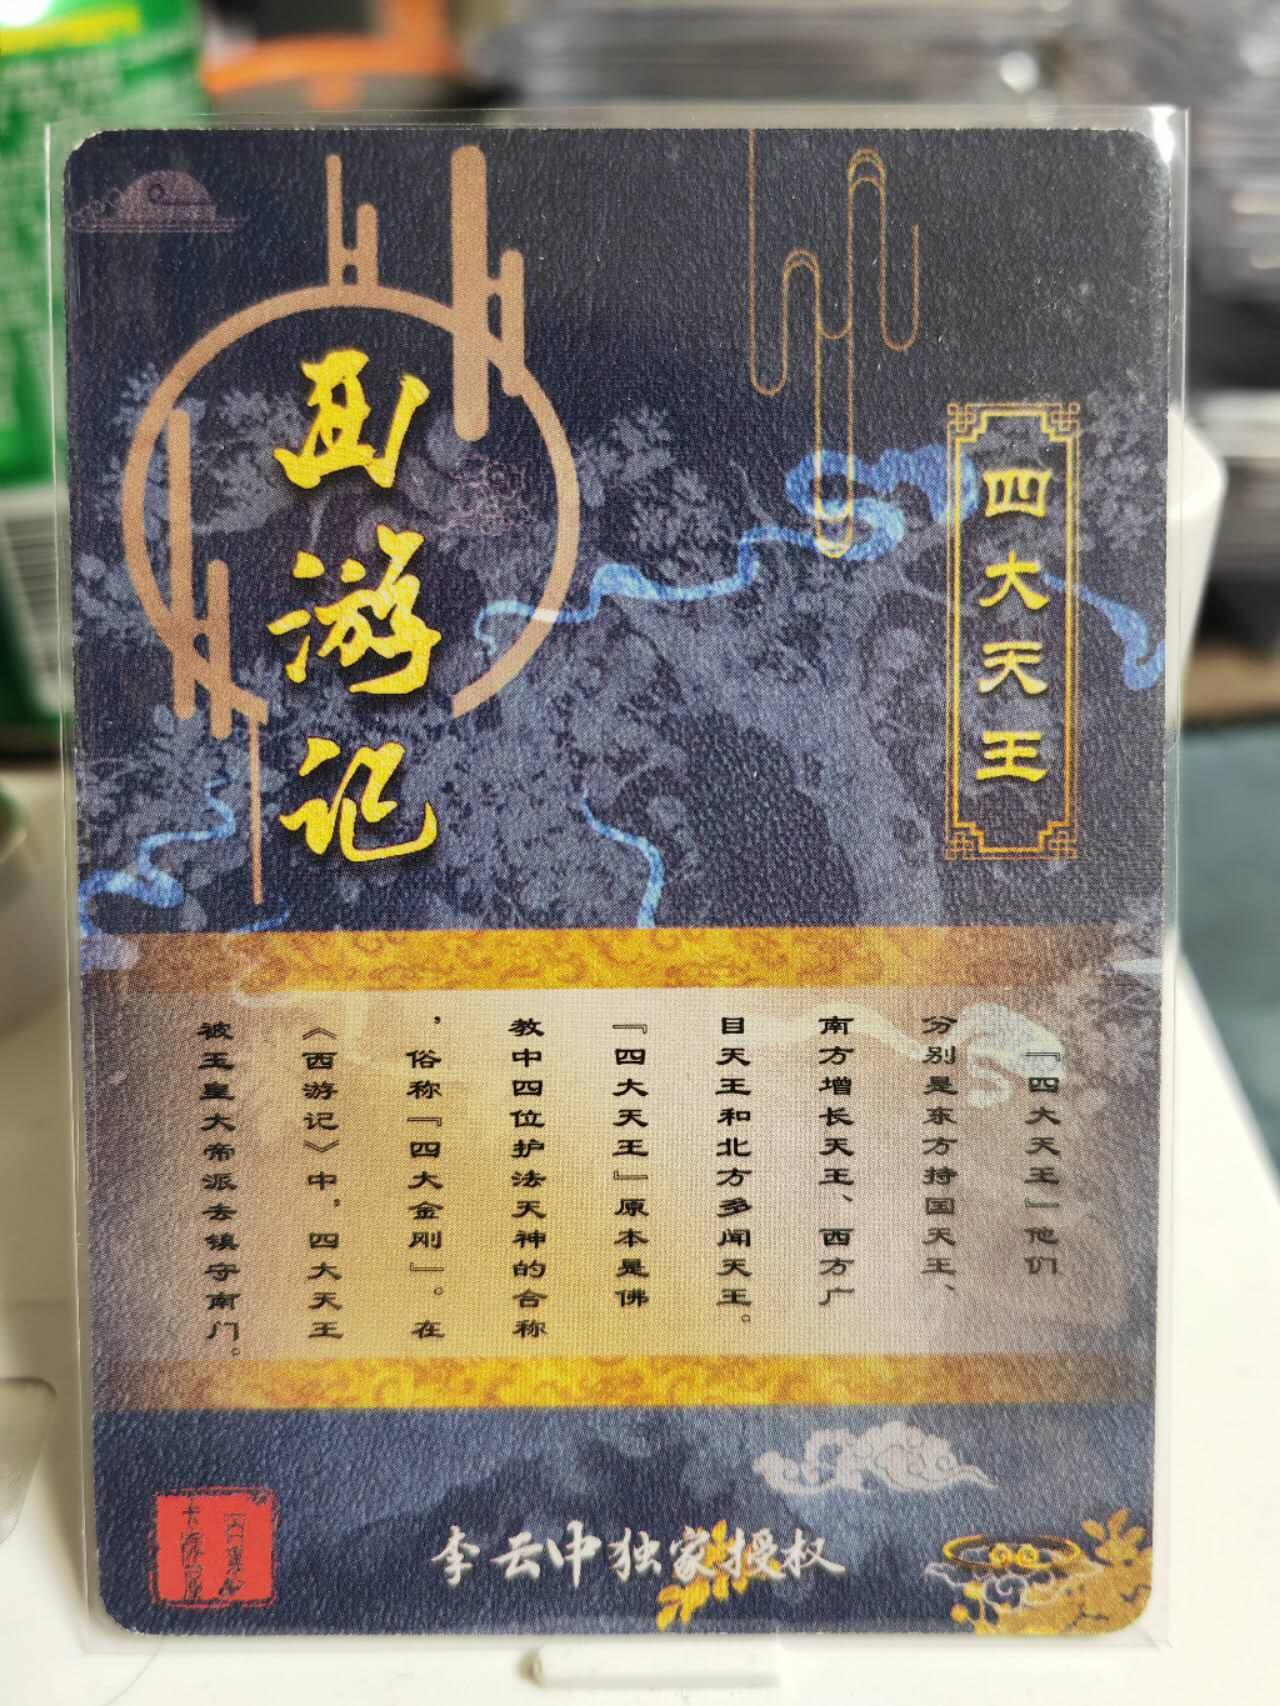 西游记
四大天王
『四大天王』他们
分别是东方持国天王、
南方增长天王、西方广
目天王和北方多闻天王。
『四大天王』原本是佛
教中四位护法天神的合称
，俗称『四大金刚』。在
《西游记》中，四大天王
被玉皇大帝派去镇守南门。
李云中独家授权